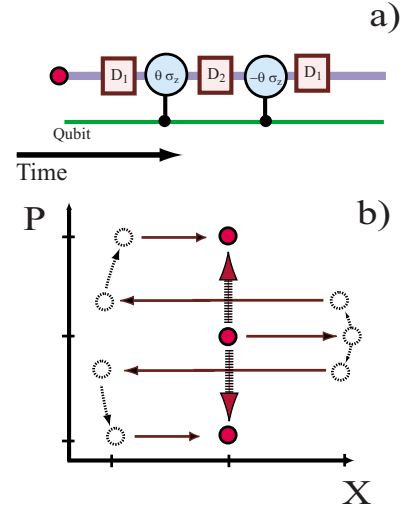 a)
D₁ θ σz D₂ −θ σz D₁
Qubit
Time
b)
P
X